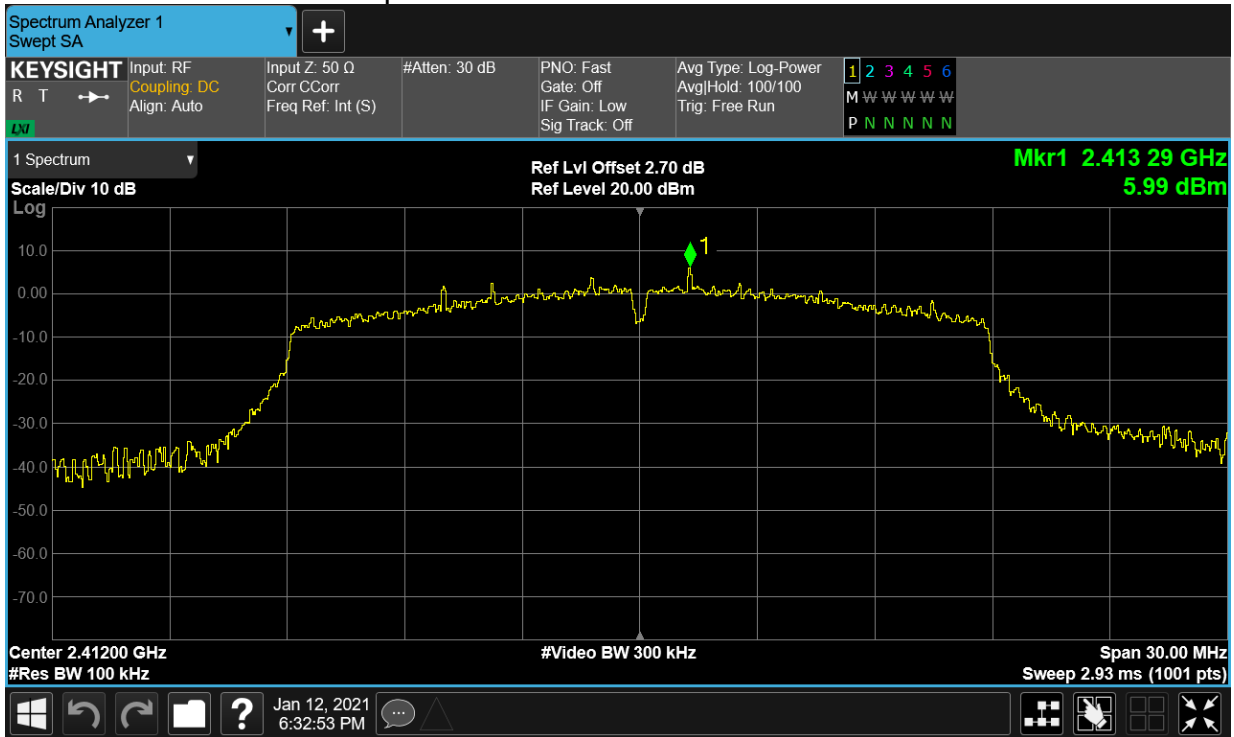 Spectrum Analyzer 1
Swept SA
KEYSIGHT
R T
LXI
Input: RF
Coupling: DC
Align: Auto
Input Z: 50 Ω
Corr CCorr
Freq Ref: Int (S)
#Atten: 30 dB
PNO: Fast
Gate: Off
IF Gain: Low
Sig Track: Off
Avg Type: Log-Power
Avg|Hold: 100/100
Trig: Free Run
1 2 3 4 5 6
M W W W W W
P N N N N N
1 Spectrum
Scale/Div 10 dB
Log
Ref Lvl Offset 2.70 dB
Ref Level 20.00 dBm
Mkr1 2.413 29 GHz
5.99 dBm
1
10.0
0.00
-10.0
-20.0
-30.0
-40.0
-50.0
-60.0
-70.0
Center 2.41200 GHz
#Res BW 100 kHz
#Video BW 300 kHz
Span 30.00 MHz
Sweep 2.93 ms (1001 pts)
?
Jan 12, 2021
6:32:53 PM